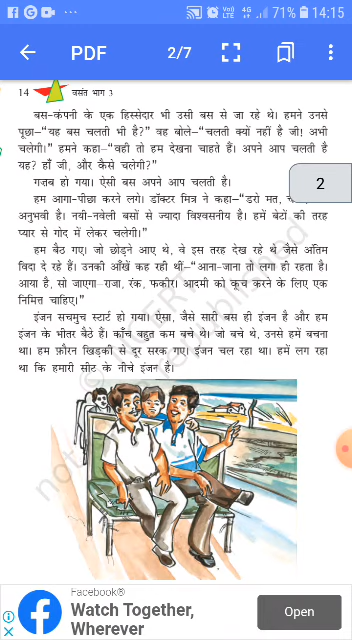 14:15
71%
PDF
2/7
14 वसंत भाग 3
बस-कंपनी के एक हिस्सेदार भी उसी बस से जा रहे थे। हमने उनसे
पूछा–“यह बस चलती भी है?” वह बोले–“चलती क्यों नहीं है जी! अभी
चलेगी।” हमने कहा–“वही तो हम देखना चाहते हैं। अपने आप चलती है
यह? हाँ जी, और कैसे चलेगी?”
गज़ब हो गया। ऐसी बस अपने आप चलती है।
2
हम आगा-पीछा करने लगे। डॉक्टर मित्र ने कहा–“डरो मत,
अनुभवी है। नयी-नवेली बसों से ज्यादा विश्वसनीय है। हमें बेटों की तरह
प्यार से गोद में लेकर चलेगी।”
हम बैठ गए। जो छोड़ने आए थे, वे इस तरह देख रहे थे जैसे अंतिम
विदा दे रहे हैं। उनकी आँखें कह रही थीं–“आना-जाना तो लगा ही रहता है।
आया है, सो जाएगा–राजा, रंक, फकीर। आदमी को कूच करने के लिए एक
निमित्त चाहिए।”
इंजन सचमुच स्टार्ट हो गया। ऐसा, जैसे सारी बस ही इंजन है और हम
इंजन के भीतर बैठे हैं। काँच बहुत कम बचे थे। जो बचे थे, उनसे हमें बचना
था। हम फ़ौरन खिड़की से दूर सरक गए। इंजन चल रहा था। हमें लग रहा
था कि हमारी सीट के नीचे इंजन है।
Facebook®
Watch Together,
Wherever
Open